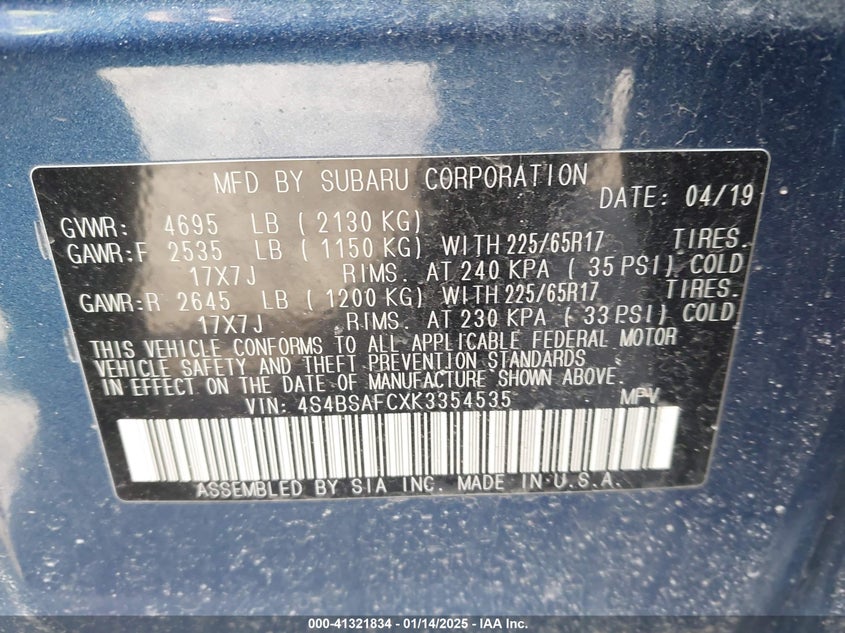 MFD BY SUBARU CORPORATION DATE: 04/19
GVWR: 4695 LB ( 2130 KG)
GAWR:F 2535 LB ( 1150 KG) WITH 225/65R17 TIRES.
17X7J RIMS. AT 240 KPA ( 35 PSI) COLD
GAWR:R 2645 LB ( 1200 KG) WITH 225/65R17 TIRES.
17X7J RIMS. AT 230 KPA ( 33 PSI) COLD
THIS VEHICLE CONFORMS TO ALL APPLICABLE FEDERAL MOTOR
VEHICLE SAFETY AND THEFT PREVENTION STANDARDS
IN EFFECT ON THE DATE OF MANUFACTURE SHOWN ABOVE.
VIN: 4S4BSAFCXK3354535 MPV
ASSEMBLED BY SIA INC. MADE IN U.S.A.
000-41321834 - 01/14/2025 - IAA Inc.